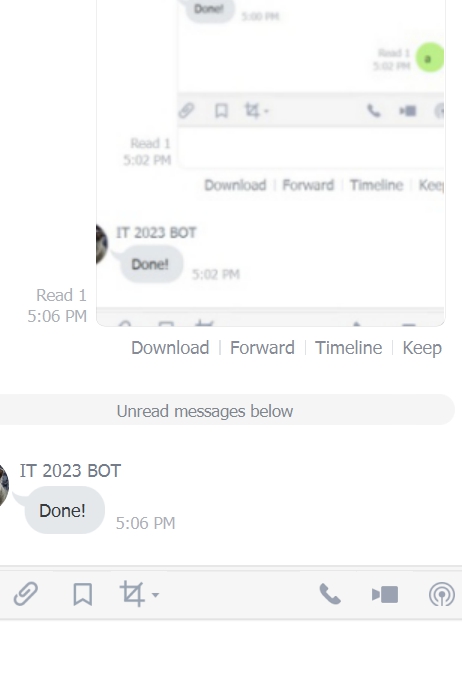 Done!
5:00 PM
Read 1
5:02 PM
a
Read 1
5:02 PM
Download | Forward | Timeline | Keep
IT 2023 BOT
Done!
5:02 PM
Read 1
5:06 PM
Download | Forward | Timeline | Keep
Unread messages below
IT 2023 BOT
Done!
5:06 PM